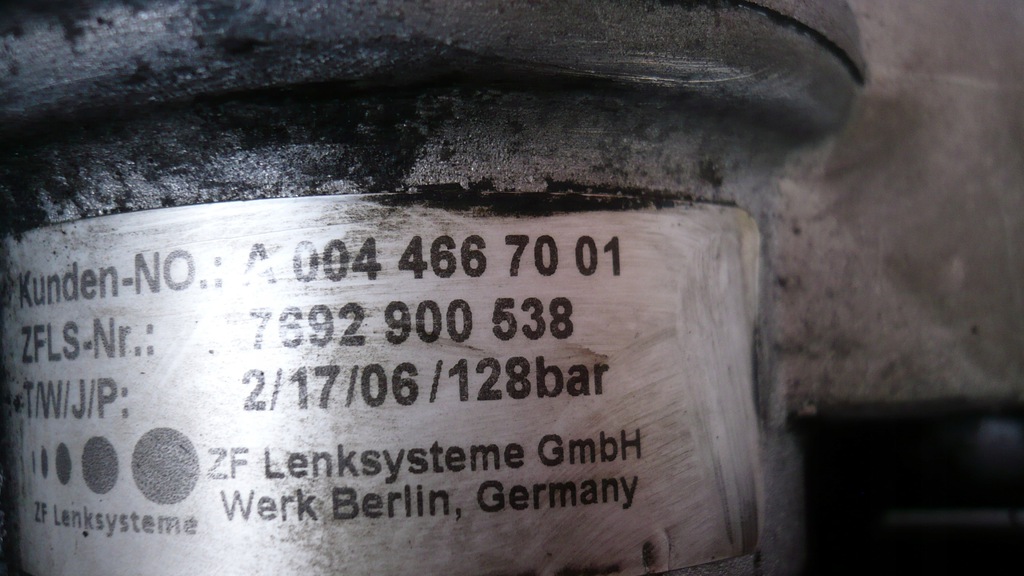 Kunden-NO.: A 004 466 70 01
ZFLS-Nr.: 7692 900 538
T/W/J/P: 2/17/06/128bar
ZF Lenksysteme GmbH
Werk Berlin, Germany
ZF Lenksysteme